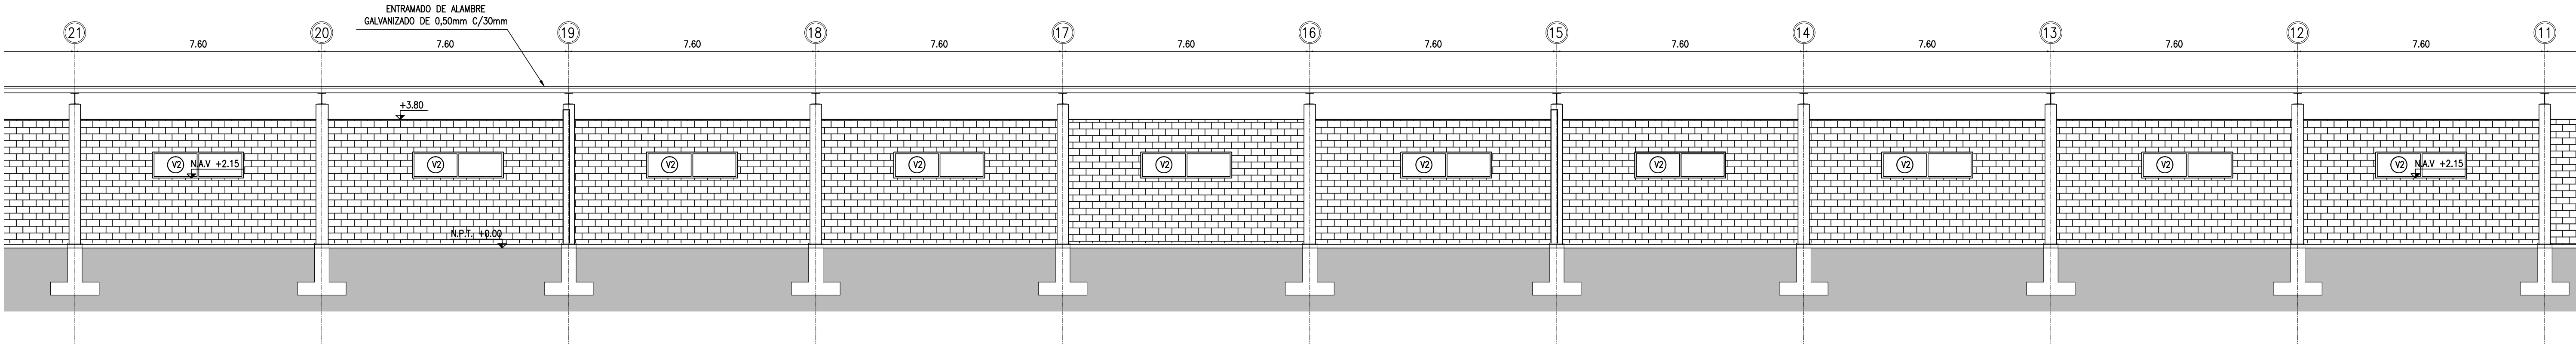 ENTRAMADO DE ALAMBRE
GALVANIZADO DE 0,50mm C/30mm
21 20 19 18 17 16 15 14 13 12 11
7.60 7.60 7.60 7.60 7.60 7.60 7.60 7.60 7.60 7.60
+3.80
V2 N.A.V +2.15 V2 V2 V2 V2 V2 V2 V2 V2 V2 N.A.V +2.15
N.P.T. +0.00